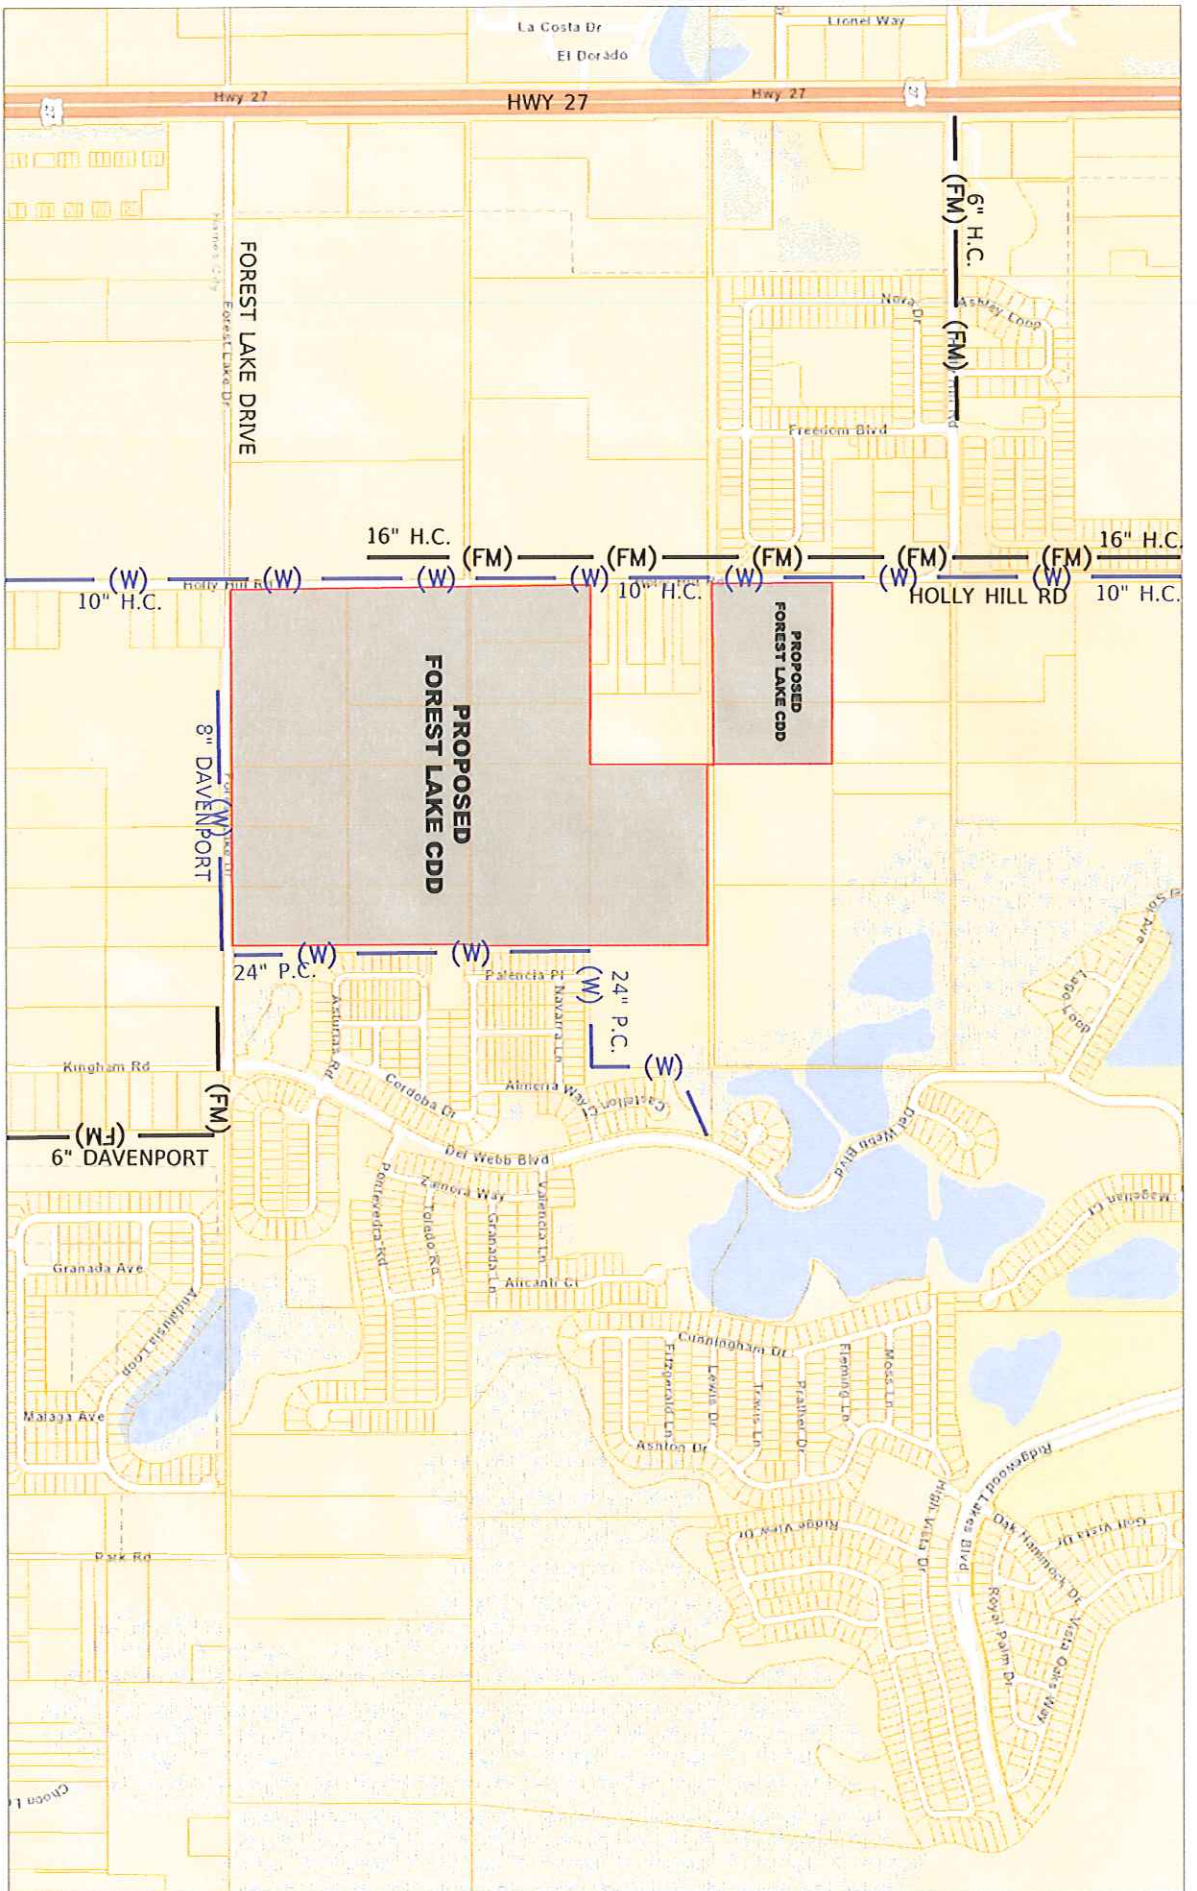 La Costa Dr
El Dorado
Lionel Way
27
Hwy 27
HWY 27
Hwy 27
27
6" H.C.
(FM)
Nora Dr
Ashley Loop
(FM)
Freedom Blvd
FOREST LAKE DRIVE
Haines City
Forest Lake Dr
16" H.C.
(FM)
(FM)
(FM)
(FM)
(FM)
16" H.C.
(W)
(W)
(W)
(W)
(W)
(W)
(W)
Holly Hill Rd
10" H.C.
10" H.C.
HOLLY HILL RD
10" H.C.
PROPOSED
FOREST LAKE CDD
PROPOSED
FOREST LAKE CDD
8" DAVENPORT
(W)
(W)
(W)
24" P.C.
(W)
24" P.C.
(W)
Palencia Pl
Navarra Ln
Asturias Rd
Cordoba Dr
Almeria Way
Castellon Ct
Kingham Rd
(FM)
(FM)
6" DAVENPORT
Del Webb Blvd
Del Webb Blvd
Lago Loop
Zamora Way
Pontevedra Rd
Toledo Rd
Granada Ln
Valencia Ln
Alicante Ct
Magellan Ct
Granada Ave
Andalusia Loop
Malaga Ave
Cunningham Dr
Fitzgerald Ln
Lewis Dr
Travis Ln
Prather Dr
Fleming Ln
Moss Ln
Ashton Dr
Ridge View Dr
High Vista Dr
Ridgewood Lakes Blvd
Oak Hammock Dr
Golf Vista Dr
Royal Palm Dr
Vista Oaks Way
Park Rd